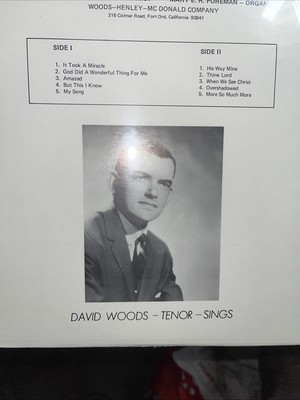 MARY E. R. FOREMAN – ORGAN
WOODS–HENLEY–MC DONALD COMPANY
216 Colmar Road, Fort Ord, California 93941
SIDE I
1. It Took A Miracle
2. God Did A Wonderful Thing For Me
3. Amazed
4. But This I Know
5. My Song
SIDE II
1. His Way Mine
2. Thine Lord
3. When We See Christ
4. Overshadowed
5. More So Much More
DAVID WOODS – TENOR – SINGS